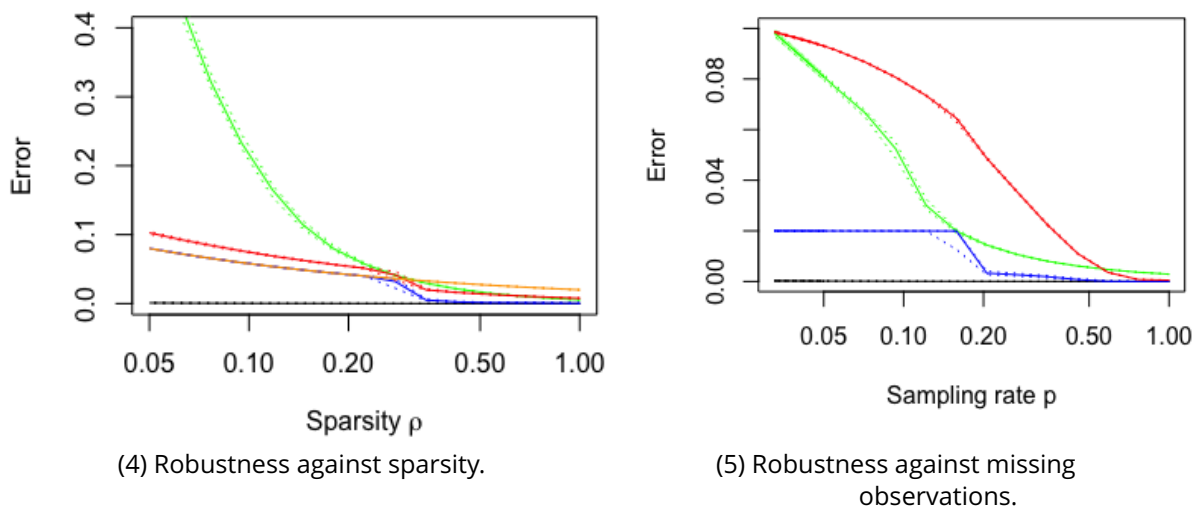 Error
0.4
0.3
0.2
0.1
0.0
0.05 0.10 0.20 0.50 1.00
Sparsity ρ
(4) Robustness against sparsity.
Error
0.08
0.04
0.00
0.05 0.10 0.20 0.50 1.00
Sampling rate p
(5) Robustness against missing
observations.